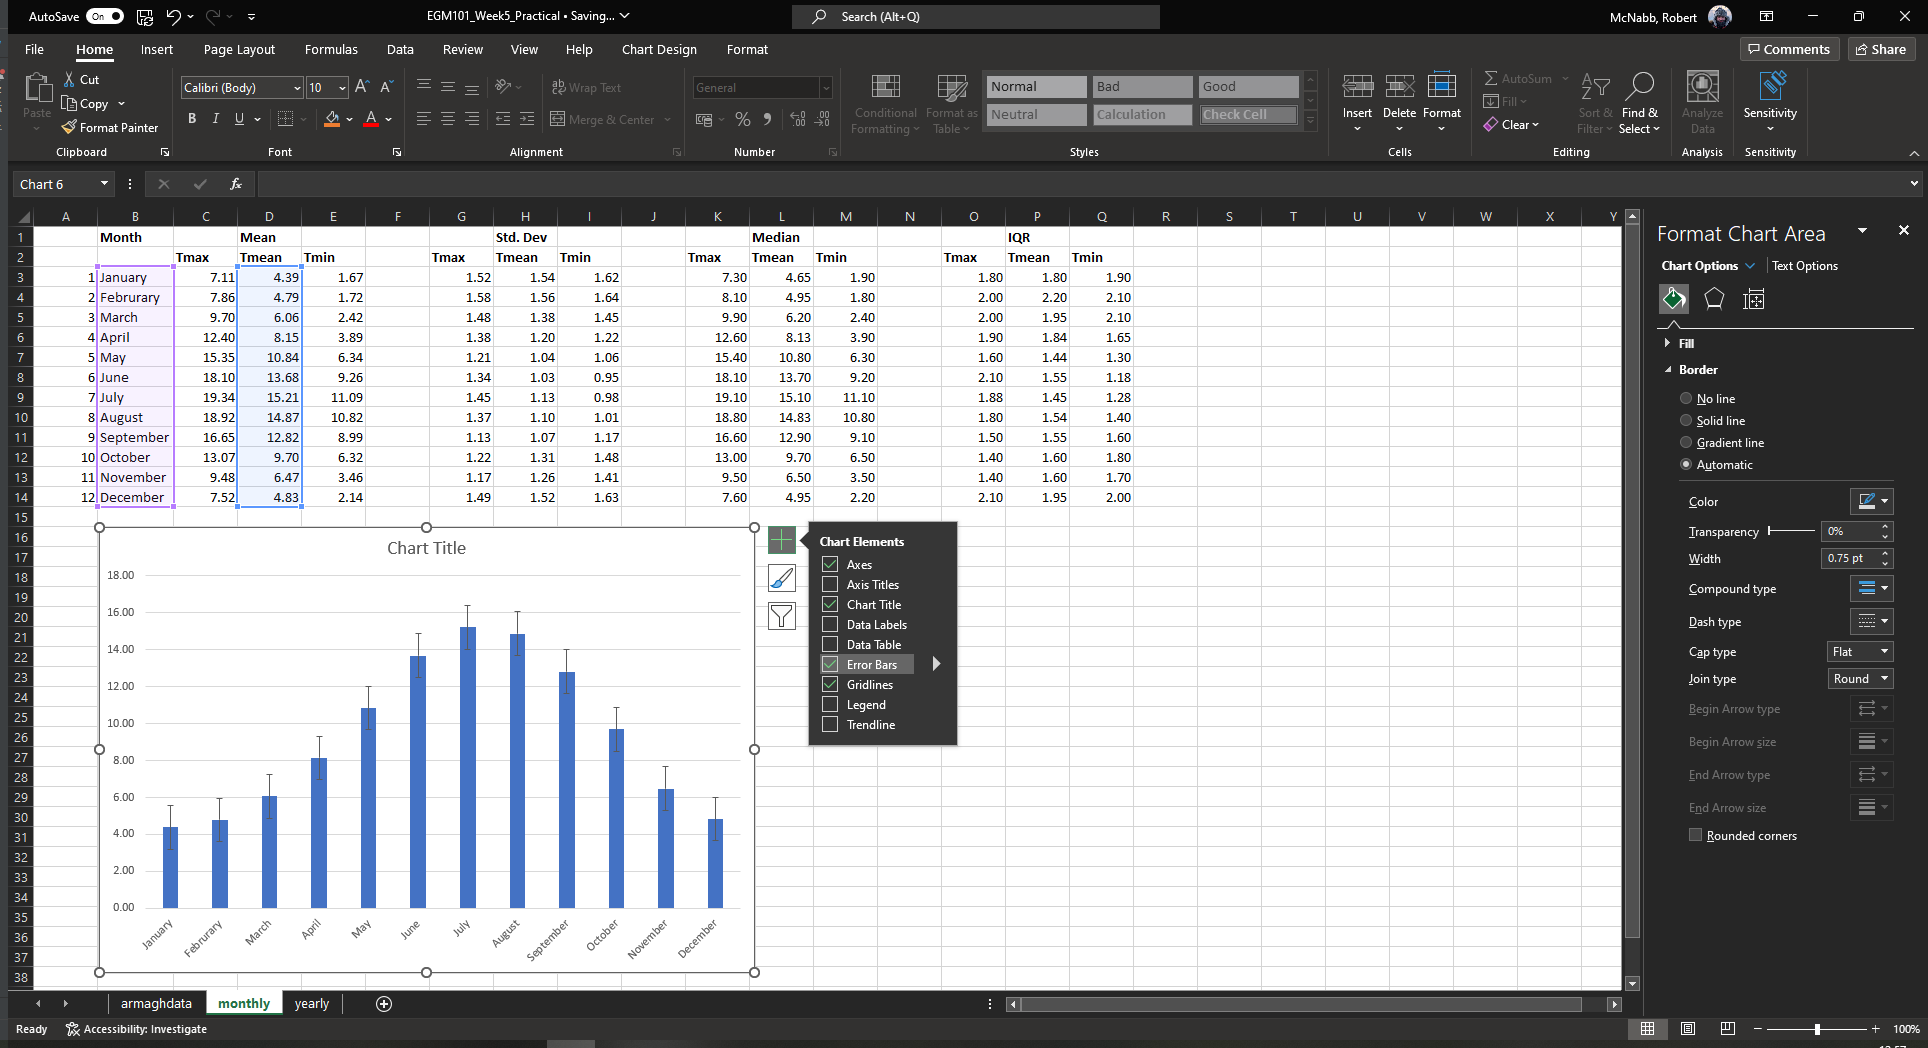 AutoSave On EGM101_Week5_Practical • Saving... Search (Alt+Q) McNabb, Robert
File Home Insert Page Layout Formulas Data Review View Help Chart Design Format Comments Share
Paste Cut Copy Format Painter
Clipboard
Calibri (Body) 10
B I U A
Font
Wrap Text
Merge & Center
Alignment
General
%
Number
Conditional Formatting Format as Table
Normal Bad Good
Neutral Calculation Check Cell
Styles
Insert Delete Format
Cells
AutoSum
Fill
Clear
Sort & Filter Find & Select
Editing
Analyze Data
Analysis
Sensitivity
Sensitivity
Chart 6 fx
A B C D E F G H I J K L M N O P Q R S T U V W X Y
1 Month Mean Std. Dev Median IQR
2 Tmax Tmean Tmin Tmax Tmean Tmin Tmax Tmean Tmin Tmax Tmean Tmin
3 1 January 7.11 4.39 1.67 1.52 1.54 1.62 7.30 4.65 1.90 1.80 1.80 1.90
4 2 Februrary 7.86 4.79 1.72 1.58 1.56 1.64 8.10 4.95 1.80 2.00 2.20 2.10
5 3 March 9.70 6.06 2.42 1.48 1.38 1.45 9.90 6.20 2.40 2.00 1.95 2.10
6 4 April 12.40 8.15 3.89 1.38 1.20 1.22 12.60 8.13 3.90 1.90 1.84 1.65
7 5 May 15.35 10.84 6.34 1.21 1.04 1.06 15.40 10.80 6.30 1.60 1.44 1.30
8 6 June 18.10 13.68 9.26 1.34 1.03 0.95 18.10 13.70 9.20 2.10 1.55 1.18
9 7 July 19.34 15.21 11.09 1.45 1.13 0.98 19.10 15.10 11.10 1.88 1.45 1.28
10 8 August 18.92 14.87 10.82 1.37 1.10 1.01 18.80 14.83 10.80 1.80 1.54 1.40
11 9 September 16.65 12.82 8.99 1.13 1.07 1.17 16.60 12.90 9.10 1.50 1.55 1.60
12 10 October 13.07 9.70 6.32 1.22 1.31 1.48 13.00 9.70 6.50 1.40 1.60 1.80
13 11 November 9.48 6.47 3.46 1.17 1.26 1.41 9.50 6.50 3.50 1.40 1.60 1.70
14 12 December 7.52 4.83 2.14 1.49 1.52 1.63 7.60 4.95 2.20 2.10 1.95 2.00
15
16
17
18
19
20
21
22
23
24
25
26
27
28
29
30
31
32
33
34
35
36
37
38
Chart Title
18.00
16.00
14.00
12.00
10.00
8.00
6.00
4.00
2.00
0.00
January Februrary March April May June July August September October November December
Chart Elements
Axes
Axis Titles
Chart Title
Data Labels
Data Table
Error Bars
Gridlines
Legend
Trendline
Format Chart Area
Chart Options Text Options
Fill
Border
No line
Solid line
Gradient line
Automatic
Color
Transparency 0%
Width 0.75 pt
Compound type
Dash type
Cap type Flat
Join type Round
Begin Arrow type
Begin Arrow size
End Arrow type
End Arrow size
Rounded corners
armaghdata monthly yearly
Ready Accessibility: Investigate 100%